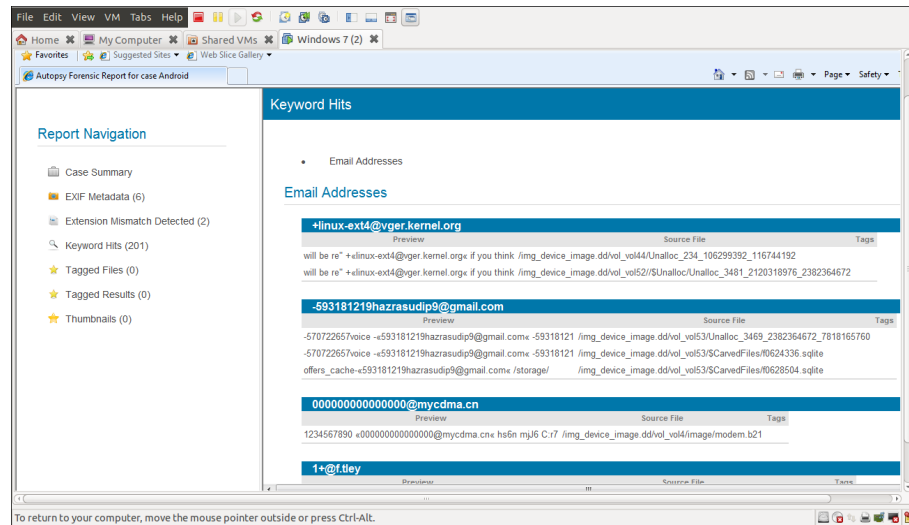 File Edit View VM Tabs Help
Home My Computer Shared VMs Windows 7 (2)
Favorites Suggested Sites Web Slice Gallery
Autopsy Forensic Report for case Android Page Safety
Keyword Hits
Report Navigation
Case Summary
EXIF Metadata (6)
Extension Mismatch Detected (2)
Keyword Hits (201)
Tagged Files (0)
Tagged Results (0)
Thumbnails (0)
• Email Addresses
Email Addresses
+linux-ext4@vger.kernel.org
Preview Source File Tags
will be re" +«linux-ext4@vger.kernel.org« if you think /img_device_image.dd/vol_vol44/Unalloc_234_106299392_116744192
will be re" +«linux-ext4@vger.kernel.org« if you think /img_device_image.dd/vol_vol52//$Unalloc/Unalloc_3481_2120318976_2382364672
-593181219hazrasudip9@gmail.com
Preview Source File Tags
-570722657voice -«593181219hazrasudip9@gmail.com« -59318121 /img_device_image.dd/vol_vol53/Unalloc_3469_2382364672_7818165760
-570722657voice -«593181219hazrasudip9@gmail.com« -59318121 /img_device_image.dd/vol_vol53/$CarvedFiles/f0624336.sqlite
offers_cache-«593181219hazrasudip9@gmail.com« /storage/ /img_device_image.dd/vol_vol53/$CarvedFiles/f0628504.sqlite
000000000000000@mycdma.cn
Preview Source File Tags
1234567890 «000000000000000@mycdma.cn« hs6n mjJ6 C:r7 /img_device_image.dd/vol_vol4/image/modem.b21
1+@f.tley
Preview Source File Tags
To return to your computer, move the mouse pointer outside or press Ctrl-Alt.